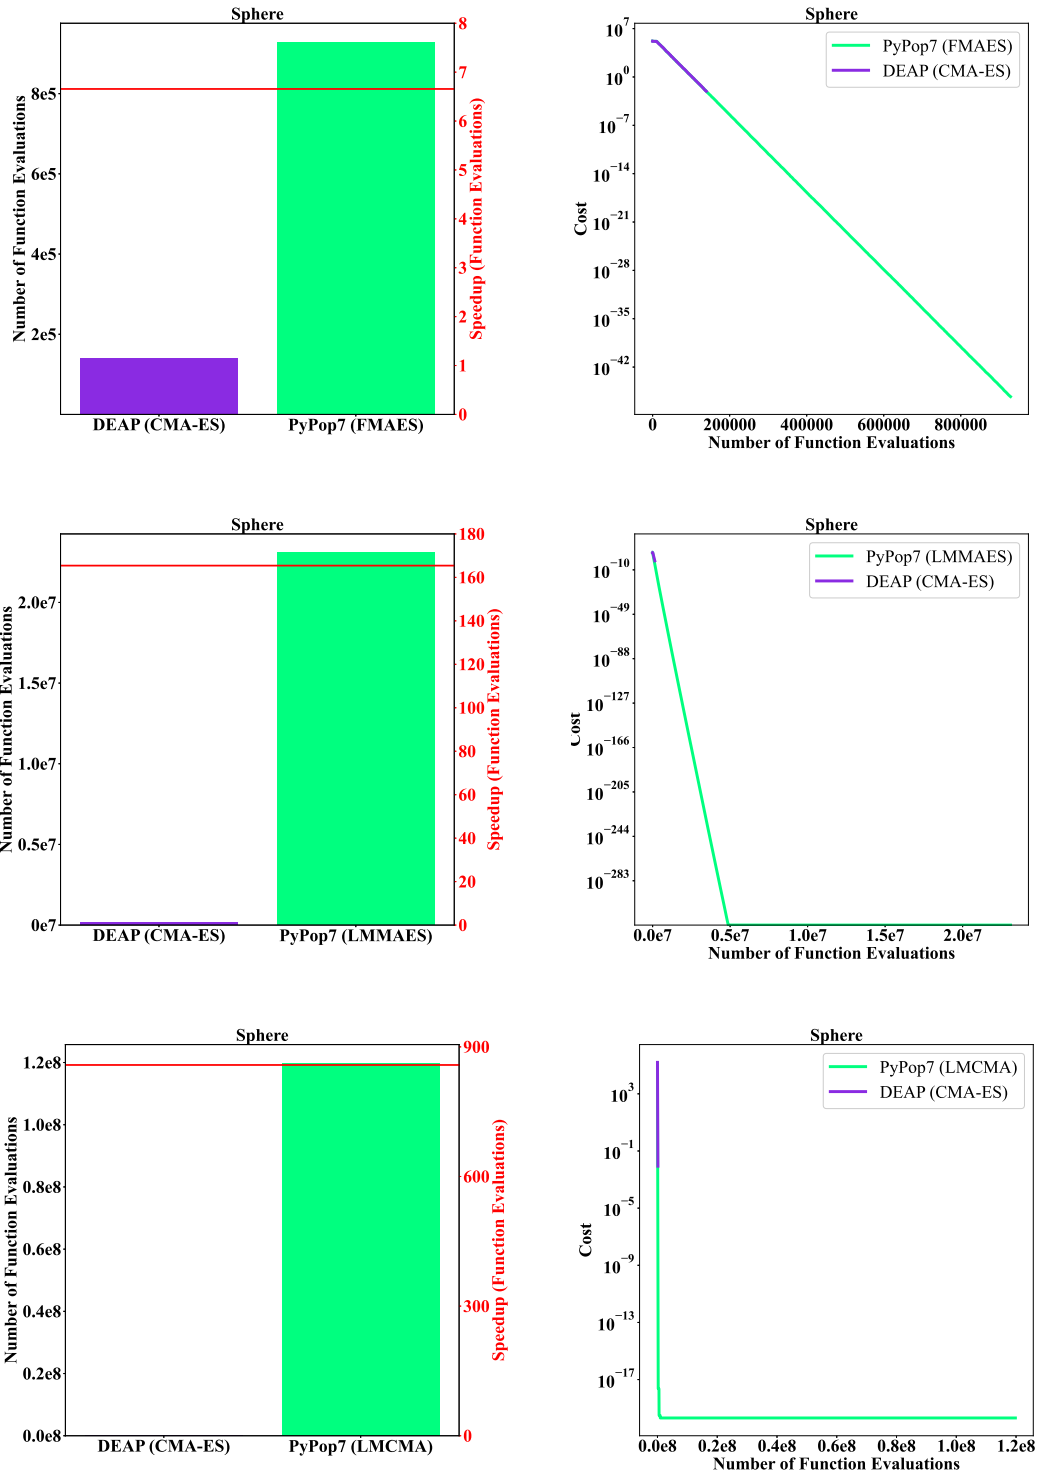 Sphere
8
7
6
5
4
3
2
1
0
8e5
6e5
4e5
2e5
Number of Function Evaluations
Speedup (Function Evaluations)
DEAP (CMA-ES) PyPop7 (FMAES)
Sphere
PyPop7 (FMAES)
DEAP (CMA-ES)
10^7
10^0
10^−7
10^−14
10^−21
10^−28
10^−35
10^−42
Cost
0 200000 400000 600000 800000
Number of Function Evaluations
Sphere
180
160
140
120
100
80
60
40
20
0
2.0e7
1.5e7
1.0e7
0.5e7
0e7
Number of Function Evaluations
Speedup (Function Evaluations)
DEAP (CMA-ES) PyPop7 (LMMAES)
Sphere
PyPop7 (LMMAES)
DEAP (CMA-ES)
10^−10
10^−49
10^−88
10^−127
10^−166
10^−205
10^−244
10^−283
Cost
0.0e7 0.5e7 1.0e7 1.5e7 2.0e7
Number of Function Evaluations
Sphere
900
600
300
0
1.2e8
1.0e8
0.8e8
0.6e8
0.4e8
0.2e8
0.0e8
Number of Function Evaluations
Speedup (Function Evaluations)
DEAP (CMA-ES) PyPop7 (LMCMA)
Sphere
PyPop7 (LMCMA)
DEAP (CMA-ES)
10^3
10^−1
10^−5
10^−9
10^−13
10^−17
Cost
0.0e8 0.2e8 0.4e8 0.6e8 0.8e8 1.0e8 1.2e8
Number of Function Evaluations